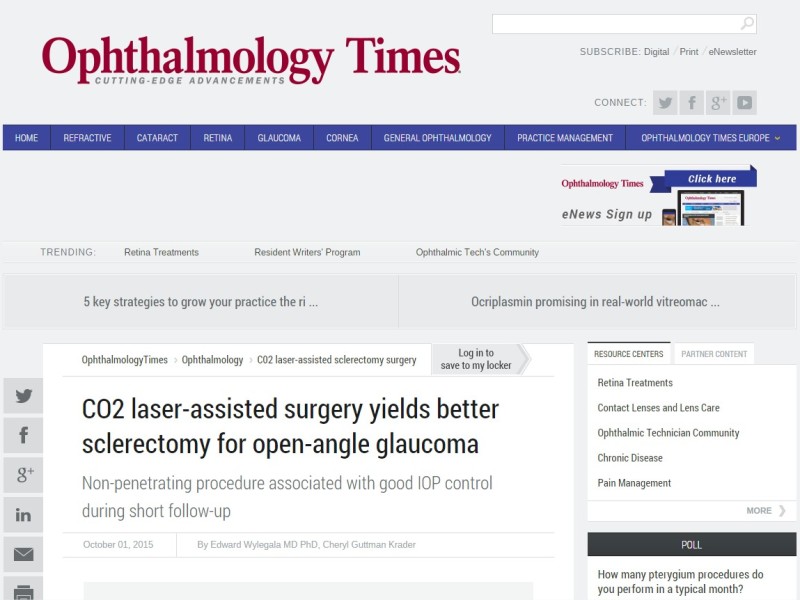 Ophthalmology Times
CUTTING-EDGE ADVANCEMENTS
SUBSCRIBE: Digital / Print / eNewsletter
CONNECT:
HOME REFRACTIVE CATARACT RETINA GLAUCOMA CORNEA GENERAL OPHTHALMOLOGY PRACTICE MANAGEMENT OPHTHALMOLOGY TIMES EUROPE
Ophthalmology Times Click here
eNews Sign up
TRENDING: Retina Treatments Resident Writers' Program Ophthalmic Tech's Community
5 key strategies to grow your practice the ri ... Ocriplasmin promising in real-world vitreomac ...
OphthalmologyTimes > Ophthalmology > CO2 laser-assisted sclerectomy surgery
Log in to
save to my locker
CO2 laser-assisted surgery yields better
sclerectomy for open-angle glaucoma
Non-penetrating procedure associated with good IOP control
during short follow-up
October 01, 2015 By Edward Wylegala MD PhD, Cheryl Guttman Krader
RESOURCE CENTERS PARTNER CONTENT
Retina Treatments
Contact Lenses and Lens Care
Ophthalmic Technician Community
Chronic Disease
Pain Management
MORE
POLL
How many pterygium procedures do
you perform in a typical month?